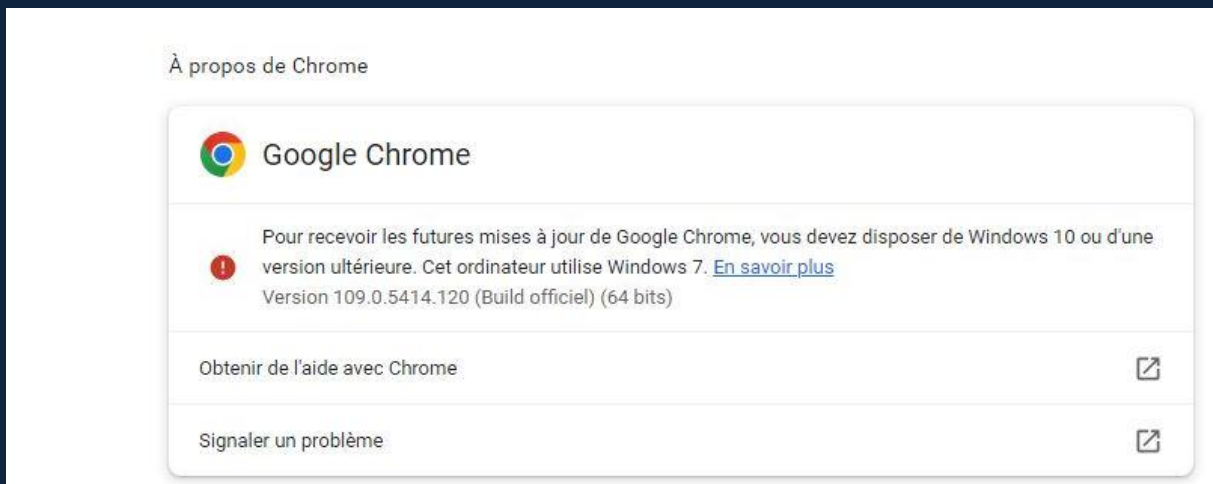 À propos de Chrome
Google Chrome
Pour recevoir les futures mises à jour de Google Chrome, vous devez disposer de Windows 10 ou d'une
version ultérieure. Cet ordinateur utilise Windows 7. En savoir plus
Version 109.0.5414.120 (Build officiel) (64 bits)
Obtenir de l'aide avec Chrome
Signaler un problème